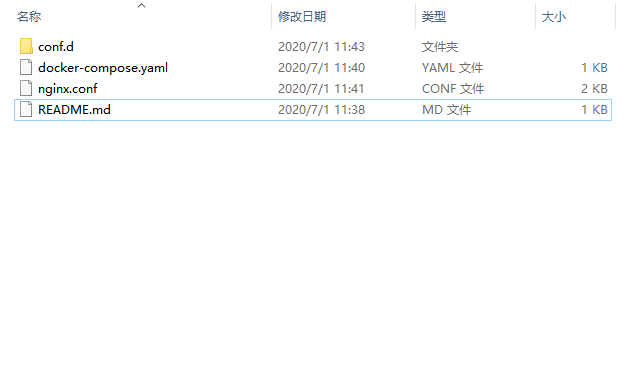 名称 修改日期 类型 大小
conf.d 2020/7/1 11:43 文件夹
docker-compose.yaml 2020/7/1 11:40 YAML 文件 1 KB
nginx.conf 2020/7/1 11:41 CONF 文件 2 KB
README.md 2020/7/1 11:38 MD 文件 1 KB